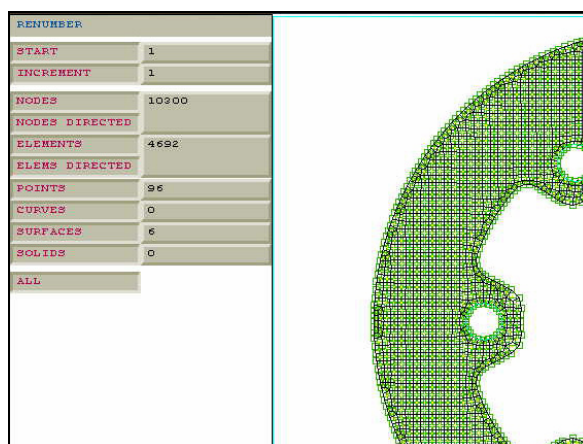 RENUMBER
START 1
INCREMENT 1
NODES 10300
NODES DIRECTED
ELEMENTS 4692
ELEMS DIRECTED
POINTS 96
CURVES 0
SURFACES 6
SOLIDS 0
ALL